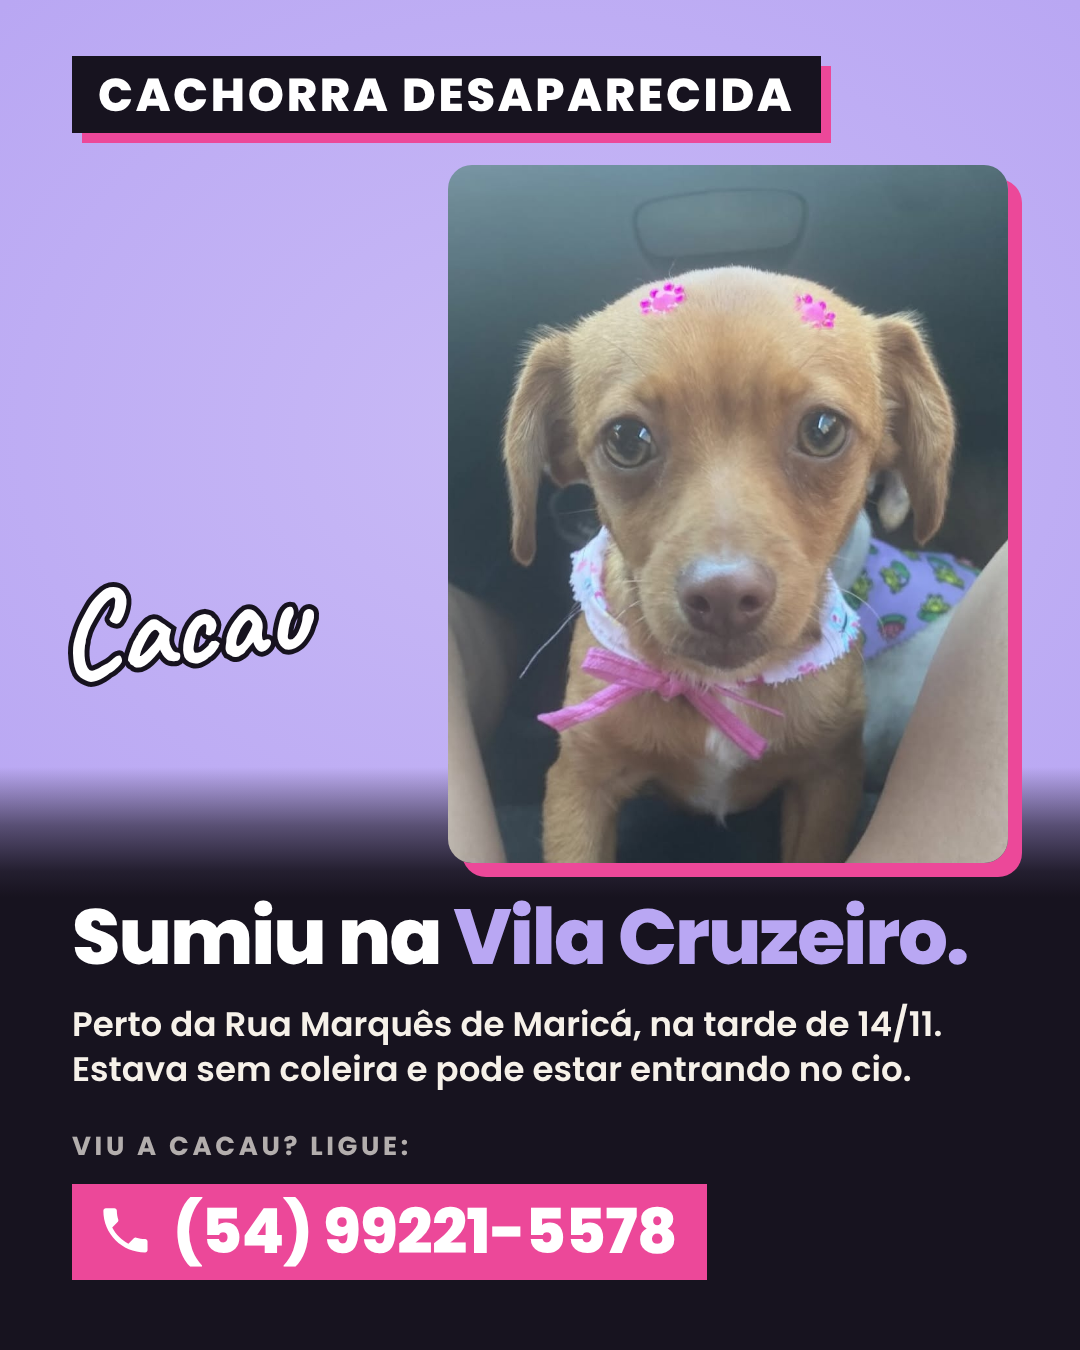 CACHORRA DESAPARECIDA
Cacau
Sumiu na Vila Cruzeiro.
Perto da Rua Marquês de Maricá, na tarde de 14/11.
Estava sem coleira e pode estar entrando no cio.
VIU A CACAU? LIGUE:
(54) 99221-5578